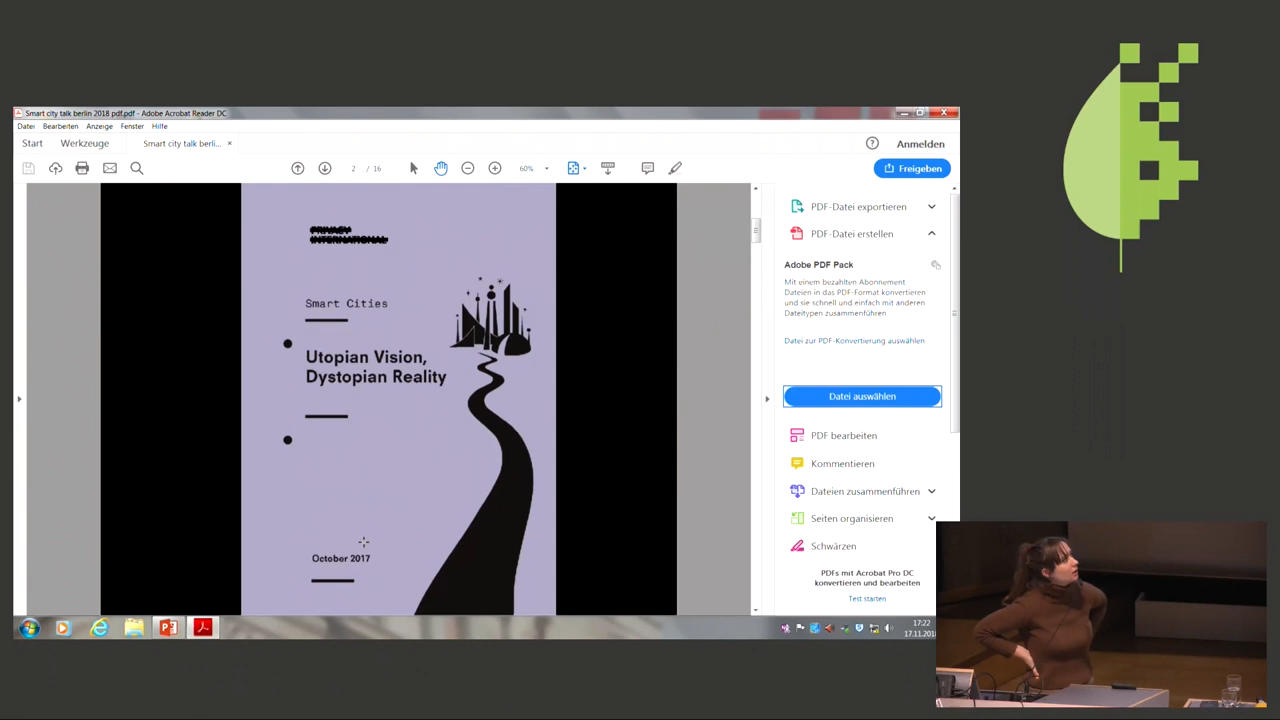 Smart city talk berlin 2018 pdf.pdf - Adobe Acrobat Reader DC
Datei Bearbeiten Anzeige Fenster Hilfe
Start Werkzeuge Smart city talk berli... × Anmelden
2 / 16 60% Freigeben
PRIVACY
INTERNATIONAL
Smart Cities
Utopian Vision,
Dystopian Reality
October 2017
PDF-Datei exportieren
PDF-Datei erstellen
Adobe PDF Pack
Mit einem bezahlten Abonnement
Dateien in das PDF-Format konvertieren
und sie schnell und einfach mit anderen
Dateitypen zusammenführen
Datei zur PDF-Konvertierung auswählen
Datei auswählen
PDF bearbeiten
Kommentieren
Dateien zusammenführen
Seiten organisieren
Schwärzen
PDFs mit Acrobat Pro DC
konvertieren und bearbeiten
Test starten
17:22
17.11.201